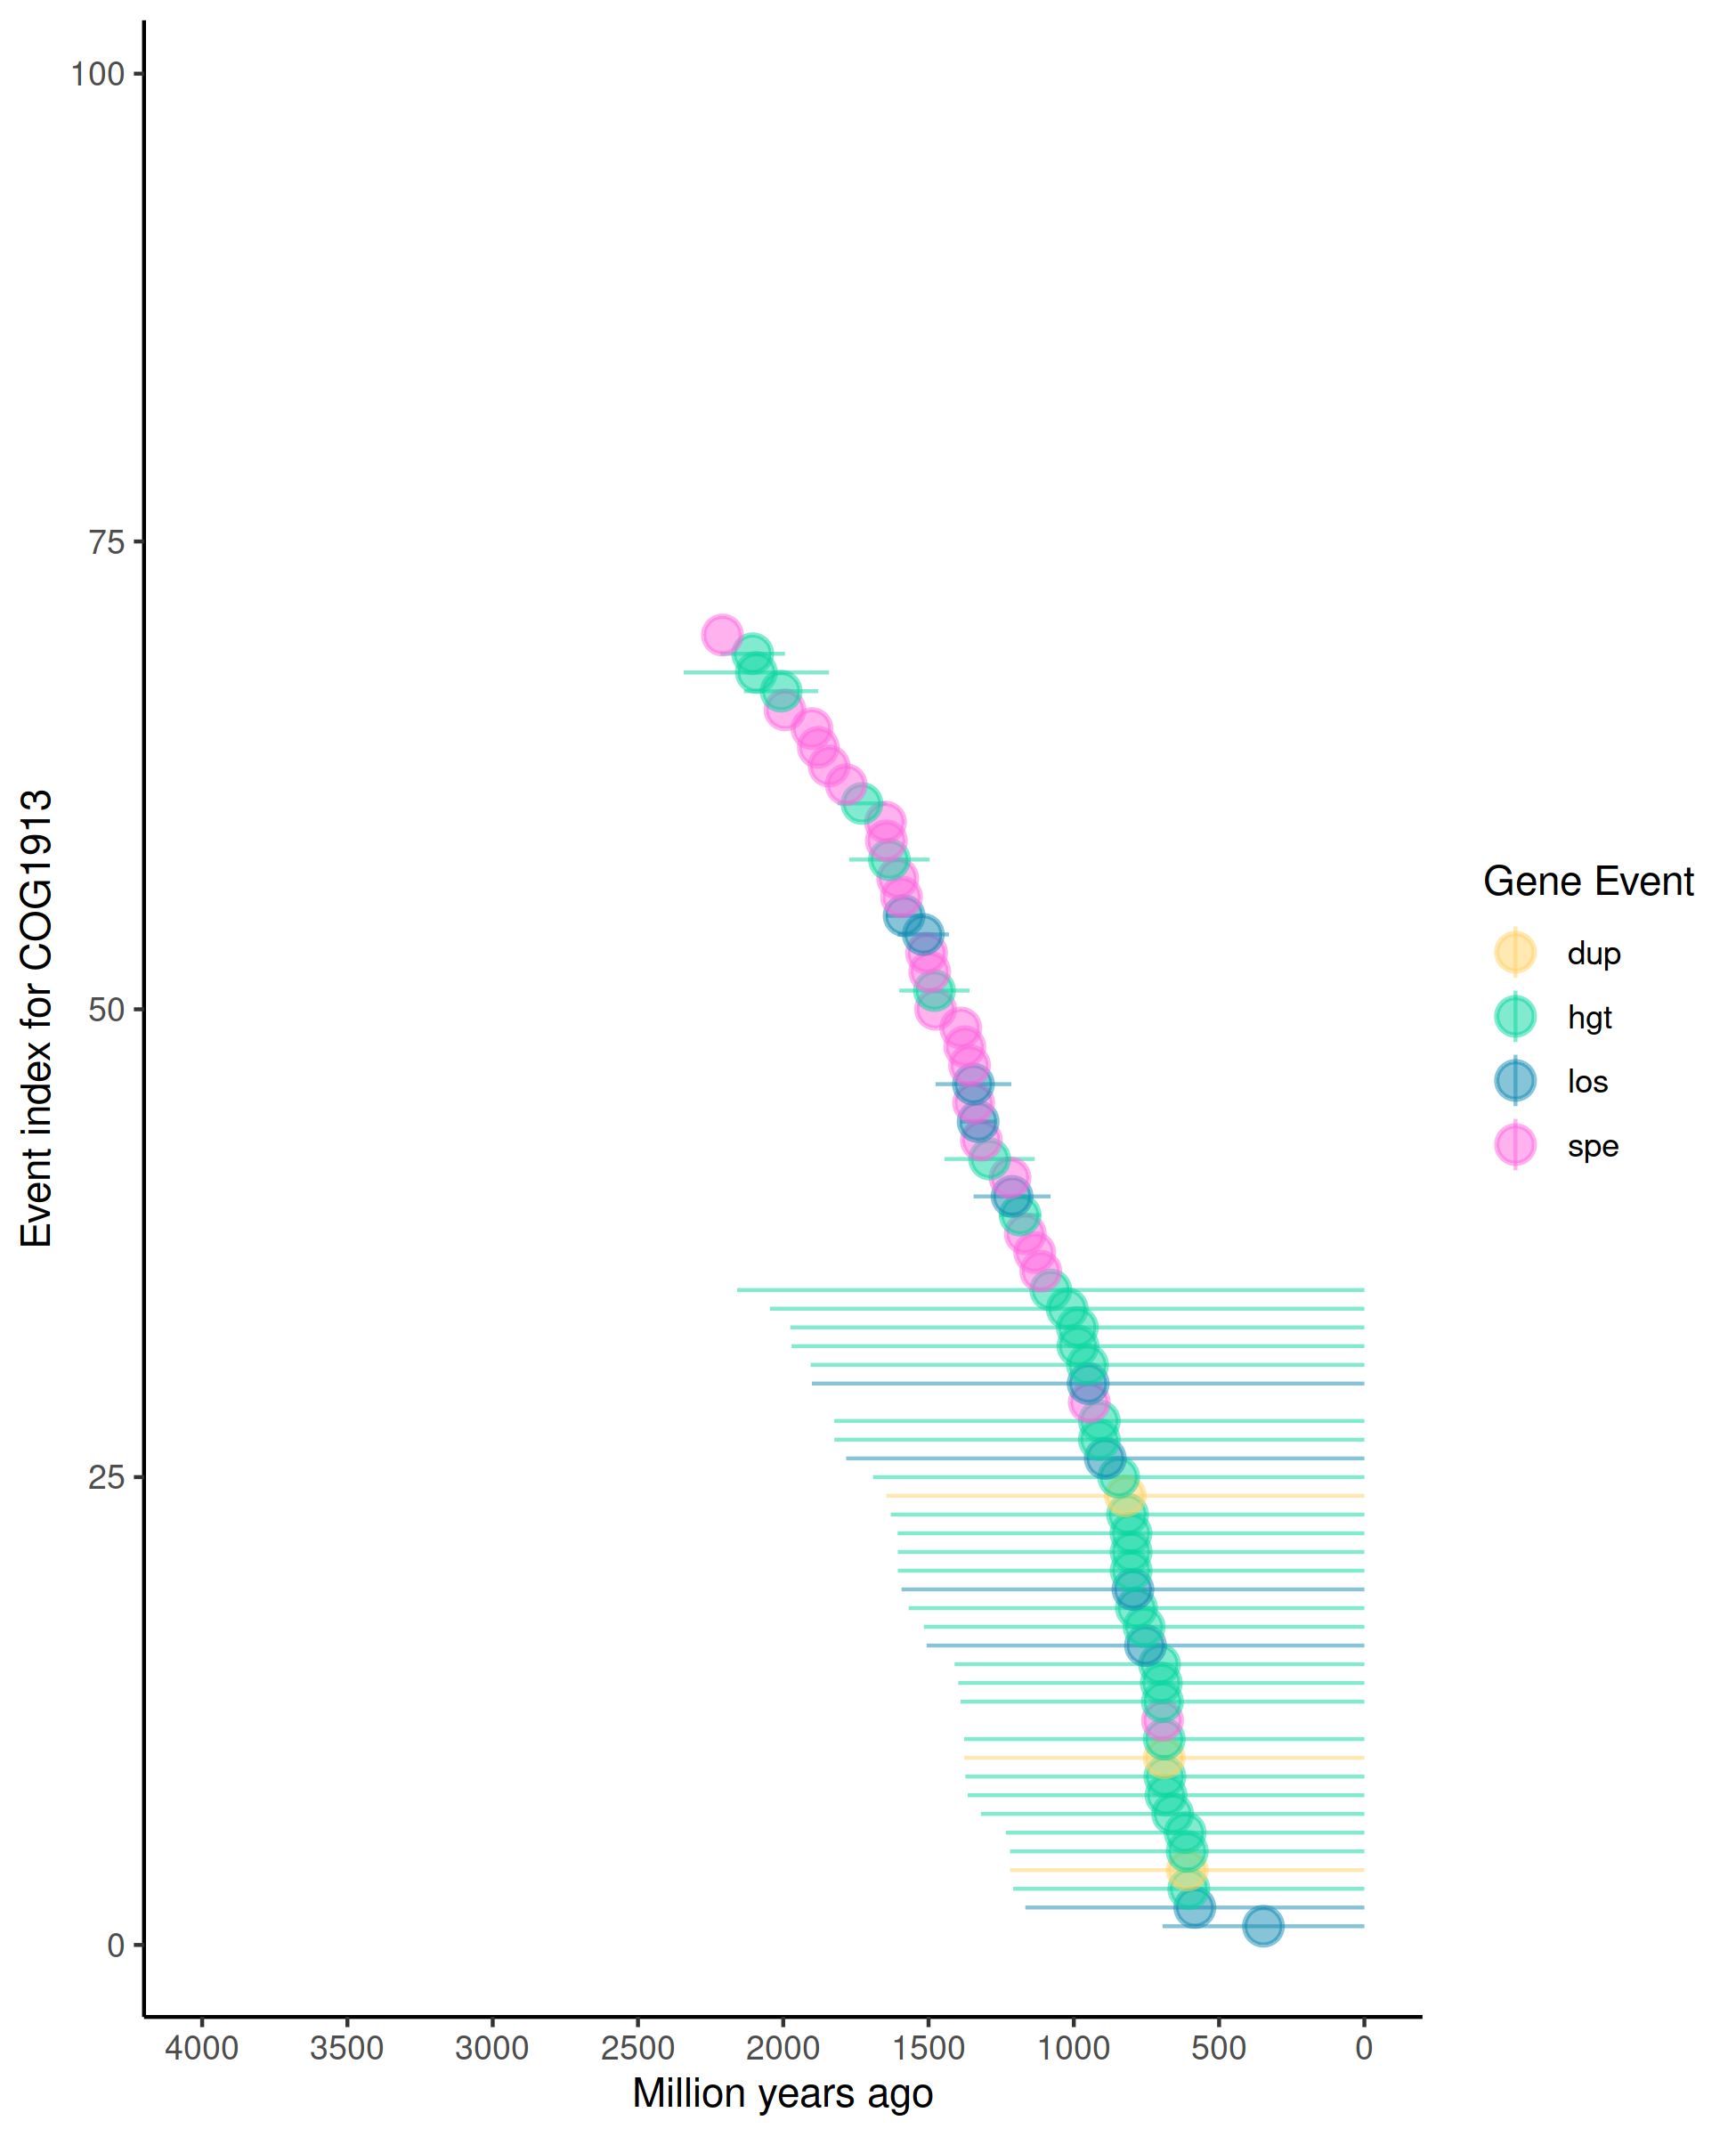 Event index for COG1913
100
75
50
25
0
4000 3500 3000 2500 2000 1500 1000 500 0
Million years ago
Gene Event
dup
hgt
los
spe